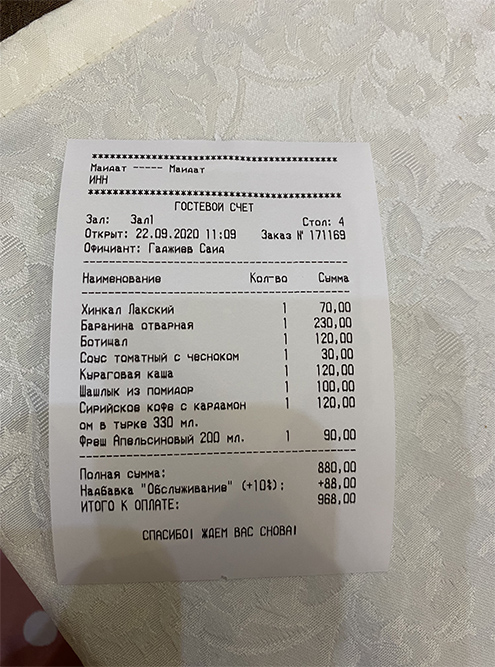 ****************************************
Маидат ----- Маидат
ИНН
****************************************
ГОСТЕВОЙ СЧЕТ
Зал: Зал1 Стол: 4
Открыт: 22.09.2020 11:09 Заказ № 171169
Официант: Гаджиев Саид
Наименование Кол-во Сумма
Хинкал Лакский 1 70,00
Баранина отварная 1 230,00
Ботишал 1 120,00
Соус томатный с чесноком 1 30,00
Кураговая каша 1 120,00
Шашлык из помидор 1 100,00
Сирийское кофе с кардамон 1 120,00
ом в турке 330 мл.
Фреш Апельсиновый 200 мл. 1 90,00
Полная сумма: 880,00
Надбавка "Обслуживание" (+10%): +88,00
ИТОГО К ОПЛАТЕ: 968,00
СПАСИБО! ЖДЕМ ВАС СНОВА!